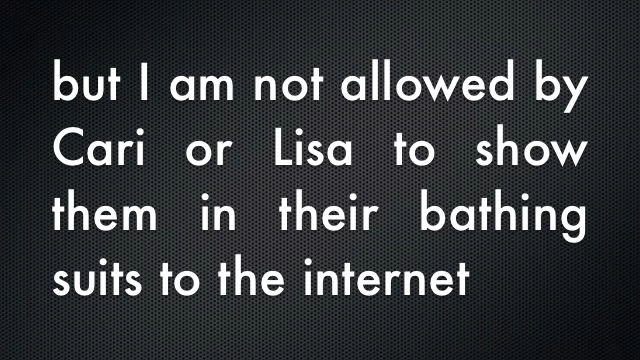 but I am not allowed by
Cari or Lisa to show
them in their bathing
suits to the internet